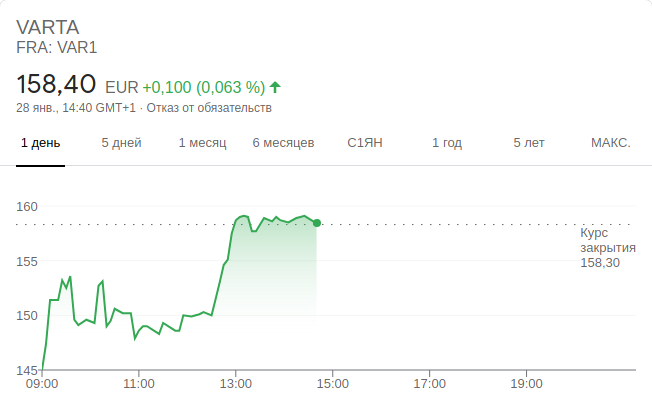 VARTA
FRA: VAR1
158,40 EUR +0,100 (0,063 %)
28 янв., 14:40 GMT+1 · Отказ от обязательств
1 день 5 дней 1 месяц 6 месяцев С1ЯН 1 год 5 лет МАКС.
160
Курс
закрытия
158,30
155
150
145
09:00 11:00 13:00 15:00 17:00 19:00